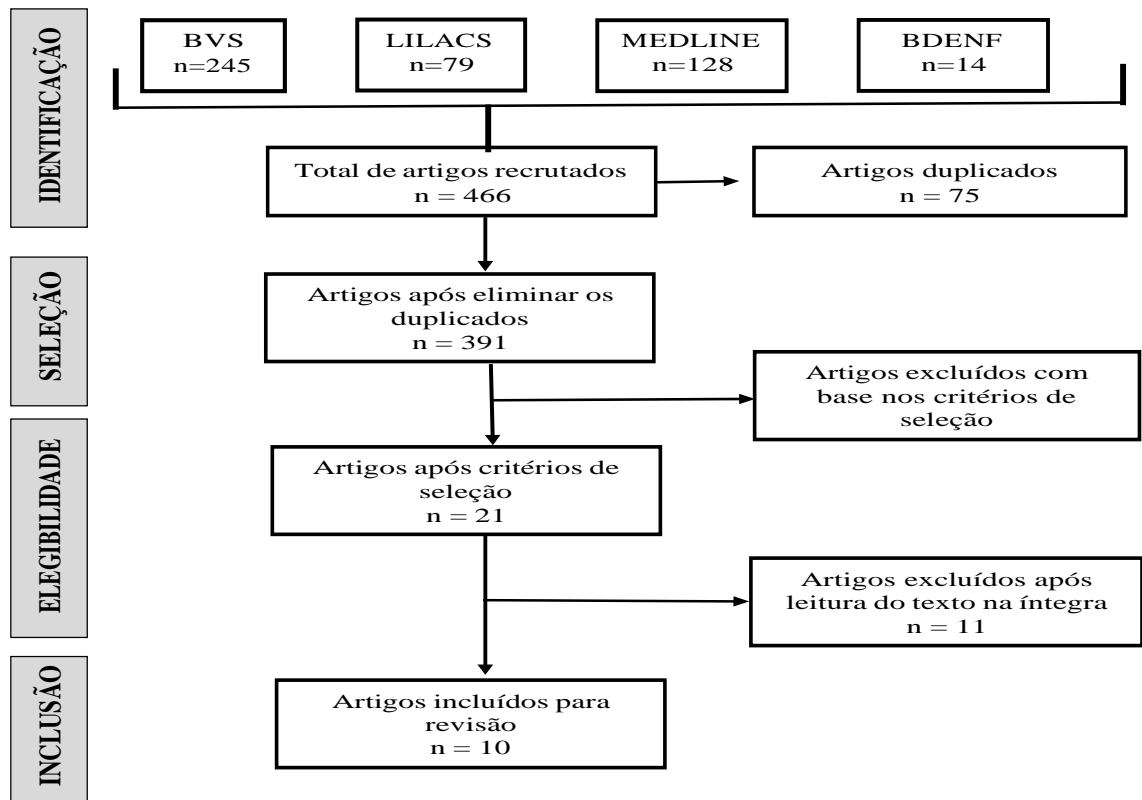 IDENTIFICAÇÃO
BVS
n=245
LILACS
n=79
MEDLINE
n=128
BDENF
n=14
Total de artigos recrutados
n = 466
Artigos duplicados
n = 75
SELEÇÃO
Artigos após eliminar os
duplicados
n = 391
Artigos excluídos com
base nos critérios de
seleção
ELEGIBILIDADE
Artigos após critérios de
seleção
n = 21
Artigos excluídos após
leitura do texto na íntegra
n = 11
INCLUSÃO
Artigos incluídos para
revisão
n = 10